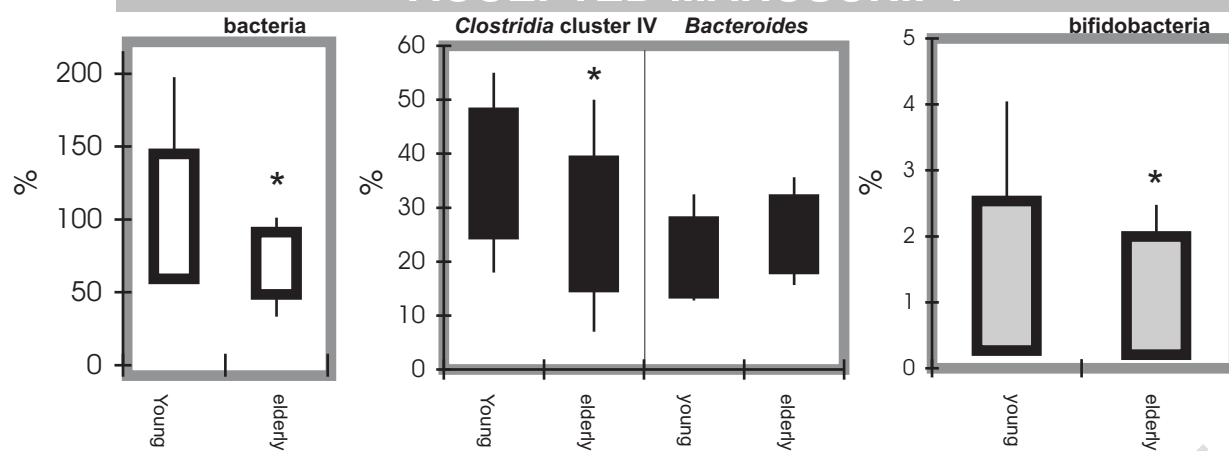 bacteria
Clostridia cluster IV Bacteroides
bifidobacteria
%
200
150
100
50
0
*
Young
elderly
%
60
50
40
30
20
10
0
*
Young
elderly
young
elderly
%
5
4
3
2
1
0
*
young
elderly